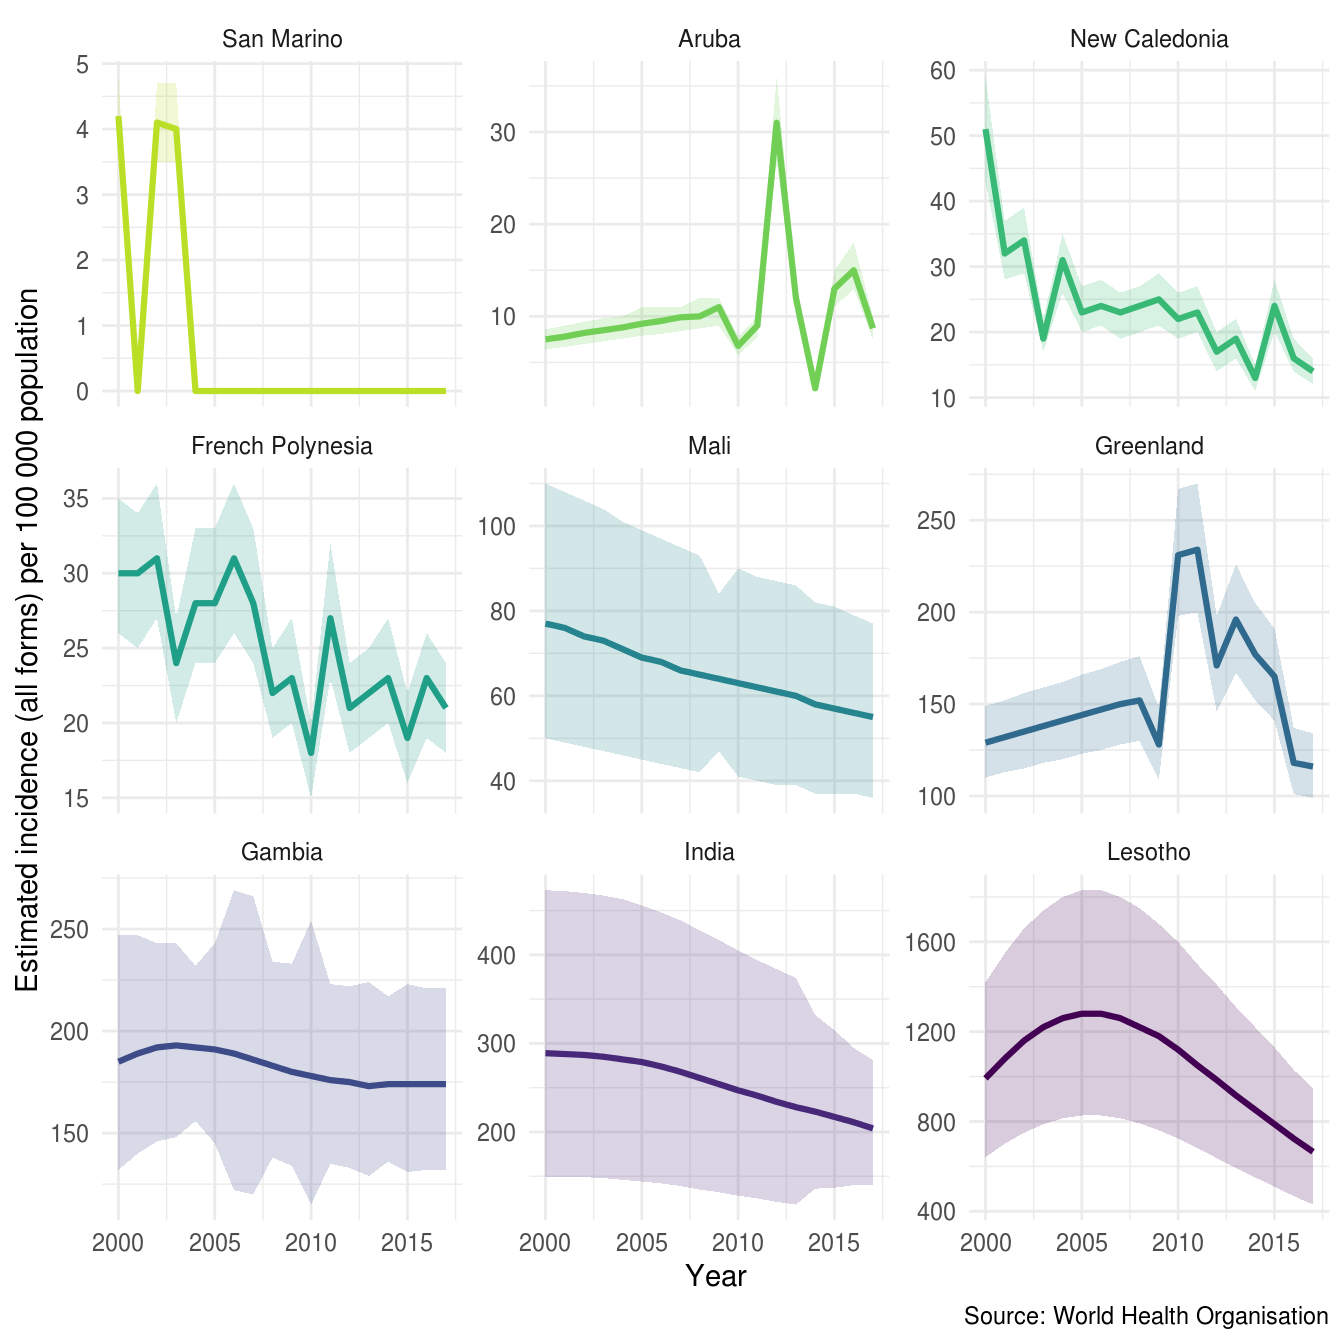 San Marino
Aruba
New Caledonia
5
4
3
2
1
0
30
20
10
60
50
40
30
20
10
French Polynesia
Mali
Greenland
35
30
25
20
15
100
80
60
40
250
200
150
100
Gambia
India
Lesotho
250
200
150
400
300
200
1600
1200
800
400
2000 2005 2010 2015
2000 2005 2010 2015
2000 2005 2010 2015
Estimated incidence (all forms) per 100 000 population
Year
Source: World Health Organisation